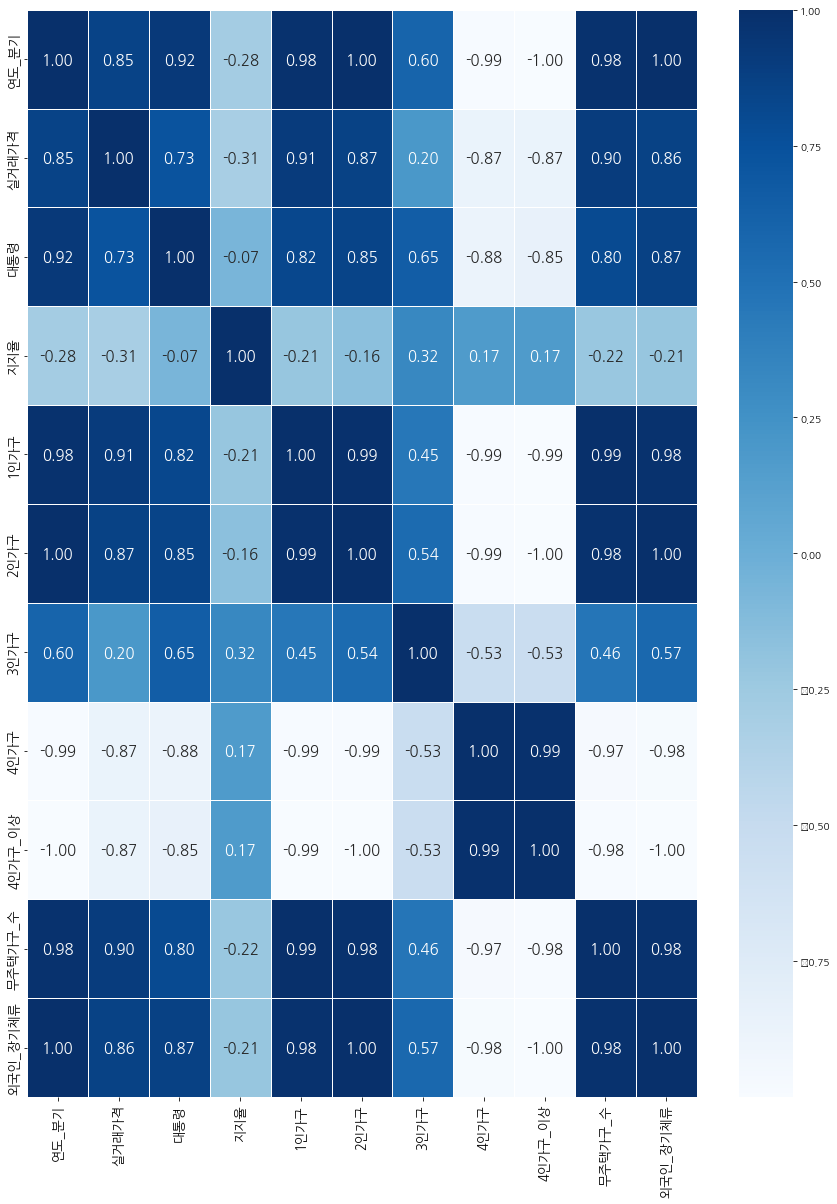 연도_분기 1.00 0.85 0.92 -0.28 0.98 1.00 0.60 -0.99 -1.00 0.98 1.00
실거래가격 0.85 1.00 0.73 -0.31 0.91 0.87 0.20 -0.87 -0.87 0.90 0.86
대통령 0.92 0.73 1.00 -0.07 0.82 0.85 0.65 -0.88 -0.85 0.80 0.87
지지율 -0.28 -0.31 -0.07 1.00 -0.21 -0.16 0.32 0.17 0.17 -0.22 -0.21
1인가구 0.98 0.91 0.82 -0.21 1.00 0.99 0.45 -0.99 -0.99 0.99 0.98
2인가구 1.00 0.87 0.85 -0.16 0.99 1.00 0.54 -0.99 -1.00 0.98 1.00
3인가구 0.60 0.20 0.65 0.32 0.45 0.54 1.00 -0.53 -0.53 0.46 0.57
4인가구 -0.99 -0.87 -0.88 0.17 -0.99 -0.99 -0.53 1.00 0.99 -0.97 -0.98
4인가구_이상 -1.00 -0.87 -0.85 0.17 -0.99 -1.00 -0.53 0.99 1.00 -0.98 -1.00
무주택가구_수 0.98 0.90 0.80 -0.22 0.99 0.98 0.46 -0.97 -0.98 1.00 0.98
외국인_장기체류 1.00 0.86 0.87 -0.21 0.98 1.00 0.57 -0.98 -1.00 0.98 1.00
연도_분기 실거래가격 대통령 지지율 1인가구 2인가구 3인가구 4인가구 4인가구_이상 무주택가구_수 외국인_장기체류
1.00
0.75
0.50
0.25
0.00
▯0.25
▯0.50
▯0.75